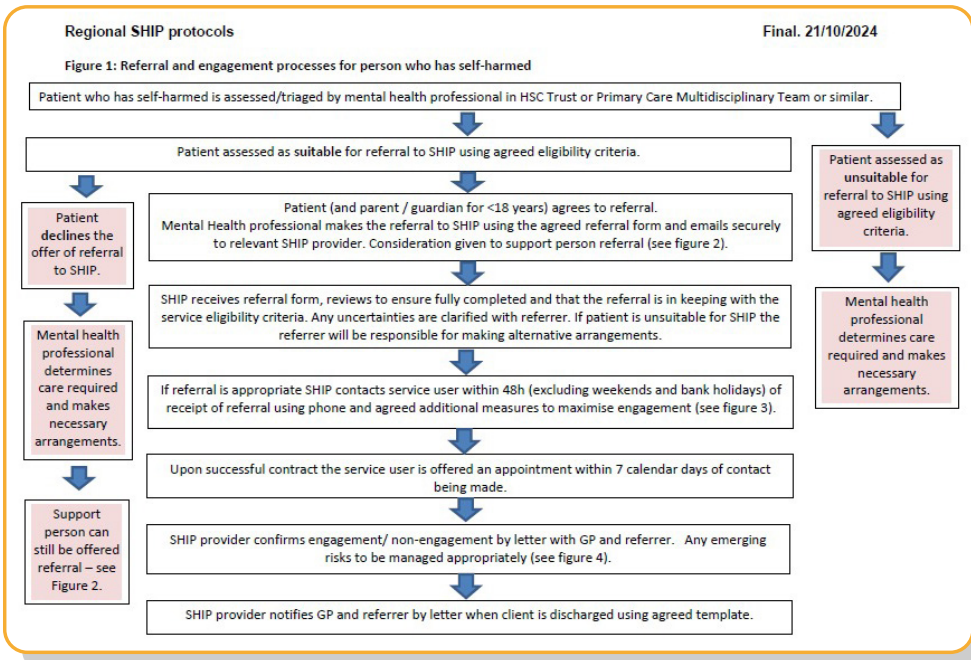 Regional SHIP protocols
Final. 21/10/2024
Figure 1: Referral and engagement processes for person who has self-harmed
Patient who has self-harmed is assessed/triaged by mental health professional in HSC Trust or Primary Care Multidisciplinary Team or similar.
Patient assessed as suitable for referral to SHIP using agreed eligibility criteria.
Patient assessed as
unsuitable for
referral to SHIP using
agreed eligibility
criteria.
Patient
declines the
offer of referral
to SHIP.
Patient (and parent / guardian for <18 years) agrees to referral.
Mental Health professional makes the referral to SHIP using the agreed referral form and emails securely
to relevant SHIP provider. Consideration given to support person referral (see figure 2).
SHIP receives referral form, reviews to ensure fully completed and that the referral is in keeping with the
service eligibility criteria. Any uncertainties are clarified with referrer. If patient is unsuitable for SHIP the
referrer will be responsible for making alternative arrangements.
Mental health
professional
determines care
required and makes
necessary
arrangements.
Mental health
professional
determines
care required
and makes
necessary
arrangements.
If referral is appropriate SHIP contacts service user within 48h (excluding weekends and bank holidays) of
receipt of referral using phone and agreed additional measures to maximise engagement (see figure 3).
Upon successful contract the service user is offered an appointment within 7 calendar days of contact
being made.
Support
person can
still be offered
referral – see
Figure 2.
SHIP provider confirms engagement/ non-engagement by letter with GP and referrer. Any emerging
risks to be managed appropriately (see figure 4).
SHIP provider notifies GP and referrer by letter when client is discharged using agreed template.